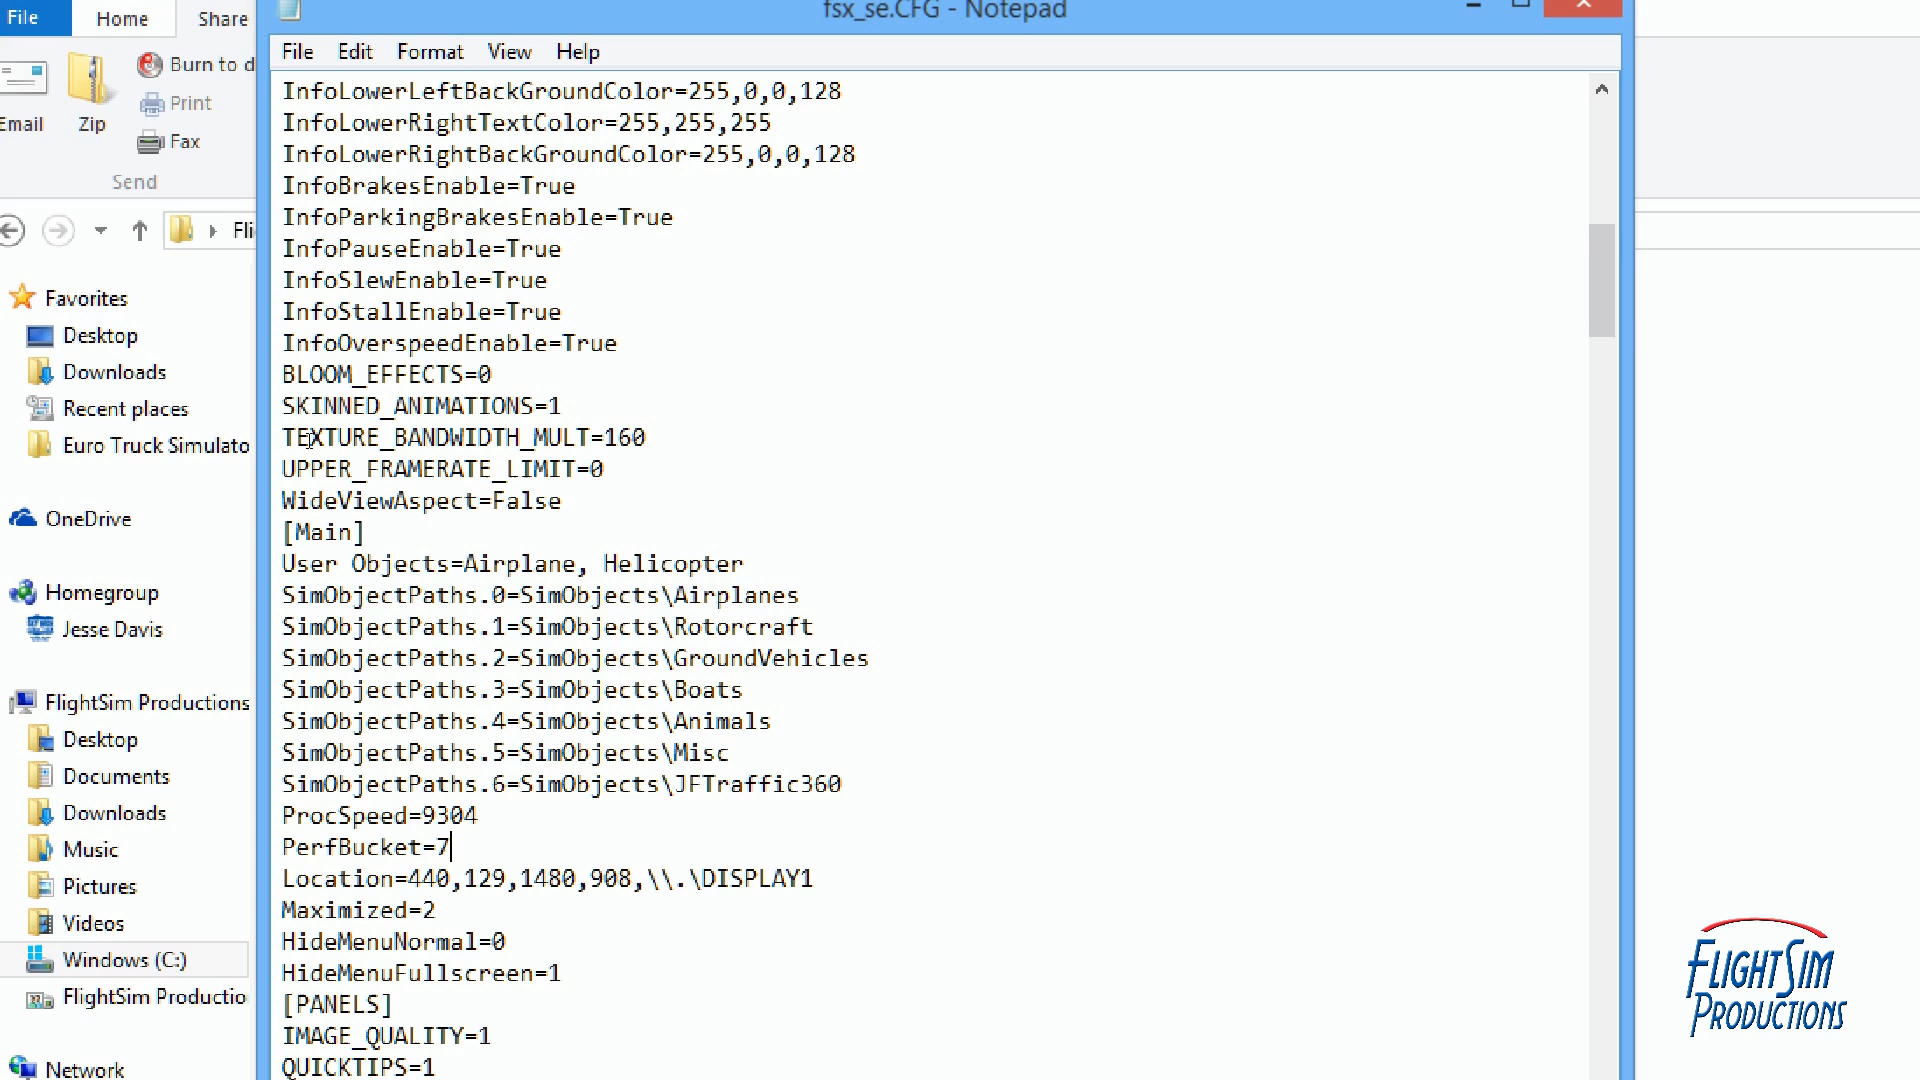 File
Home
Share
fsx_se.CFG - Notepad
File Edit Format View Help
Email
Zip
Burn to d
Print
Fax
Send
Fli
Favorites
Desktop
Downloads
Recent places
Euro Truck Simulato
OneDrive
Homegroup
Jesse Davis
FlightSim Productions
Desktop
Documents
Downloads
Music
Pictures
Videos
Windows (C:)
FlightSim Productio
Network
InfoLowerLeftBackGroundColor=255,0,0,128
InfoLowerRightTextColor=255,255,255
InfoLowerRightBackGroundColor=255,0,0,128
InfoBrakesEnable=True
InfoParkingBrakesEnable=True
InfoPauseEnable=True
InfoSlewEnable=True
InfoStallEnable=True
InfoOverspeedEnable=True
BLOOM_EFFECTS=0
SKINNED_ANIMATIONS=1
TEXTURE_BANDWIDTH_MULT=160
UPPER_FRAMERATE_LIMIT=0
WideViewAspect=False
[Main]
User Objects=Airplane, Helicopter
SimObjectPaths.0=SimObjects\Airplanes
SimObjectPaths.1=SimObjects\Rotorcraft
SimObjectPaths.2=SimObjects\GroundVehicles
SimObjectPaths.3=SimObjects\Boats
SimObjectPaths.4=SimObjects\Animals
SimObjectPaths.5=SimObjects\Misc
SimObjectPaths.6=SimObjects\JFTraffic360
ProcSpeed=9304
PerfBucket=7
Location=440,129,1480,908,\\.\DISPLAY1
Maximized=2
HideMenuNormal=0
HideMenuFullscreen=1
[PANELS]
IMAGE_QUALITY=1
QUICKTIPS=1
FLIGHTSIM
PRODUCTIONS